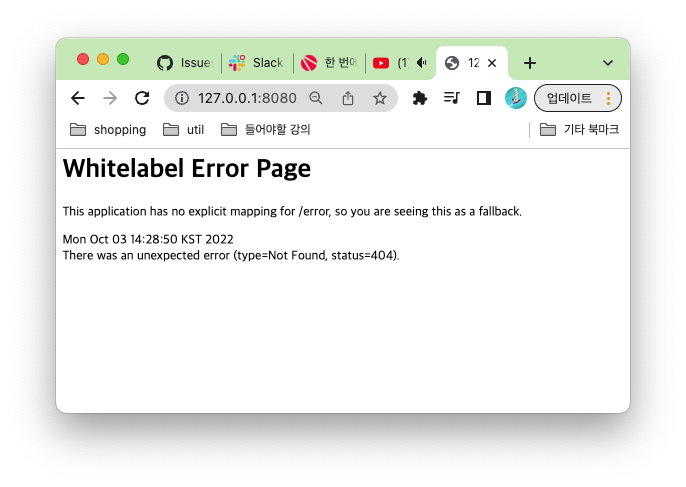 Issues
Slack
한 번에
(1)
12
127.0.0.1:8080
업데이트
shopping
util
들어야할 강의
기타 북마크
Whitelabel Error Page
This application has no explicit mapping for /error, so you are seeing this as a fallback.
Mon Oct 03 14:28:50 KST 2022
There was an unexpected error (type=Not Found, status=404).